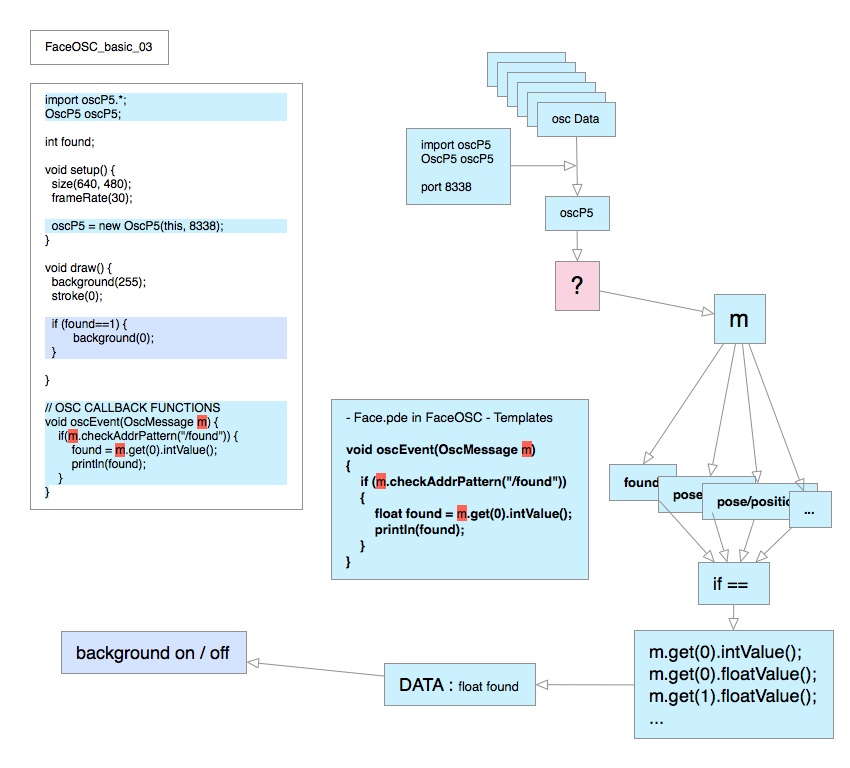 FaceOSC_basic_03
import oscP5.*;
OscP5 oscP5;
int found;
void setup() {
size(640, 480);
frameRate(30);
oscP5 = new OscP5(this, 8338);
}
void draw() {
background(255);
stroke(0);
if (found==1) {
background(0);
}
}
// OSC CALLBACK FUNCTIONS
void oscEvent(OscMessage m) {
if(m.checkAddrPattern("/found")) {
found = m.get(0).intValue();
println(found);
}
}
osc Data
import oscP5
OscP5 oscP5
port 8338
oscP5
?
m
- Face.pde in FaceOSC - Templates
void oscEvent(OscMessage m)
{
if (m.checkAddrPattern("/found"))
{
float found = m.get(0).intValue();
println(found);
}
}
found
pose
pose/positio
...
if ==
m.get(0).intValue();
m.get(0).floatValue();
m.get(1).floatValue();
...
DATA : float found
background on / off